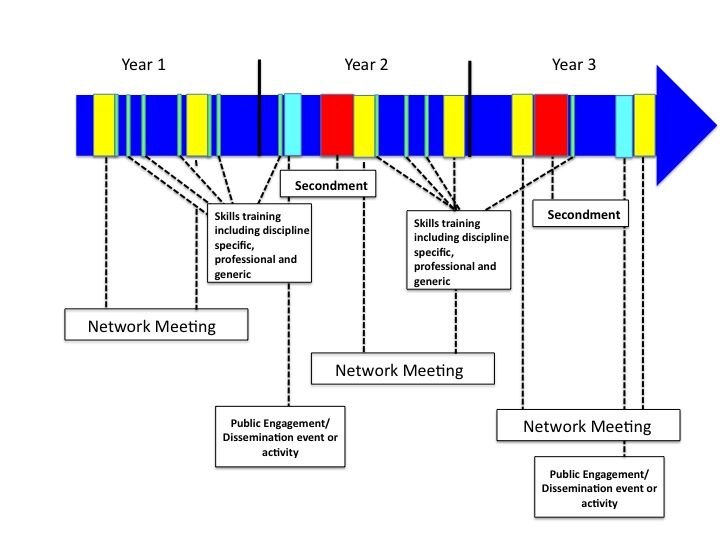 Year 1
Year 2
Year 3
Secondment
Skills training
including discipline
specific,
professional and
generic
Skills training
including discipline
specific,
professional and
generic
Secondment
Network Meeting
Network Meeting
Network Meeting
Public Engagement/
Dissemination event or
activity
Public Engagement/
Dissemination event or
activity